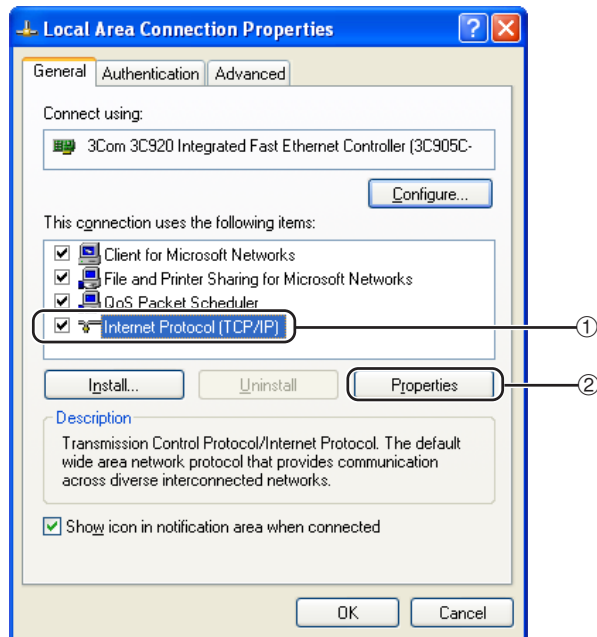 Local Area Connection Properties
General Authentication Advanced
Connect using:
3Com 3C920 Integrated Fast Ethernet Controller (3C905C-
Configure...
This connection uses the following items:
Client for Microsoft Networks
File and Printer Sharing for Microsoft Networks
QoS Packet Scheduler
Internet Protocol (TCP/IP)
①
Install... Uninstall Properties
②
Description
Transmission Control Protocol/Internet Protocol. The default
wide area network protocol that provides communication
across diverse interconnected networks.
Show icon in notification area when connected
OK Cancel